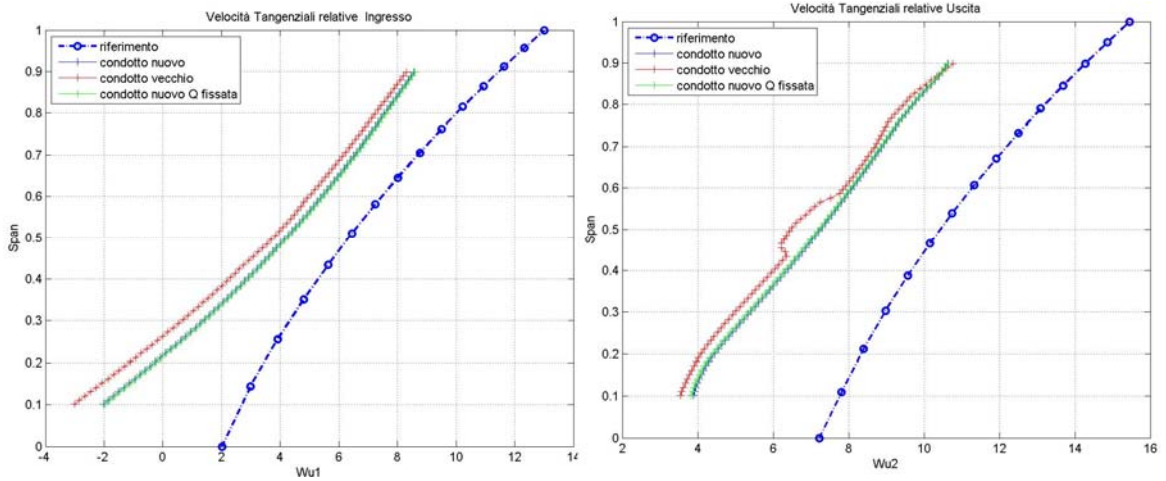 Velocità Tangenziali relative Ingresso
1
0.9
0.8
0.7
0.6
0.5
0.4
0.3
0.2
0.1
0
Span
riferimento
condotto nuovo
condotto vecchio
condotto nuovo Q fissata
-4 -2 0 2 4 6 8 10 12 14
Wu1
Velocità Tangenziali relative Uscita
1
0.9
0.8
0.7
0.6
0.5
0.4
0.3
0.2
0.1
0
Span
riferimento
condotto nuovo
condotto vecchio
condotto nuovo Q fissata
2 4 6 8 10 12 14 16
Wu2